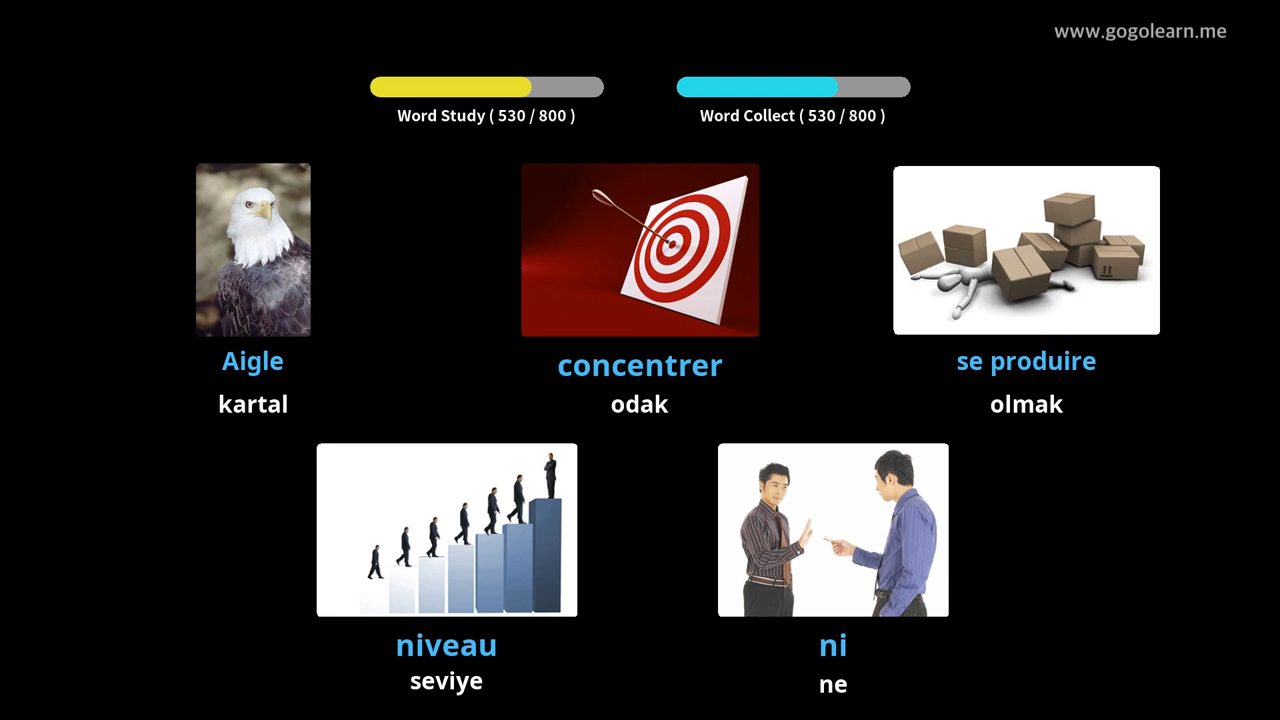 www.gogolearn.me
Word Study ( 530 / 800 )
Word Collect ( 530 / 800 )
Aigle
concentrer
se produire
kartal
odak
olmak
niveau
ni
seviye
ne